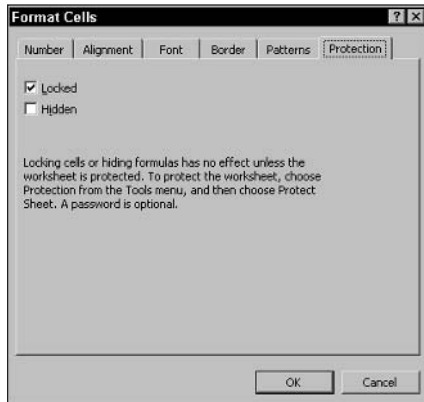 Format Cells
Number Alignment Font Border Patterns Protection
Locked
Hidden
Locking cells or hiding formulas has no effect unless the
worksheet is protected. To protect the worksheet, choose
Protection from the Tools menu, and then choose Protect
Sheet. A password is optional.
OK Cancel